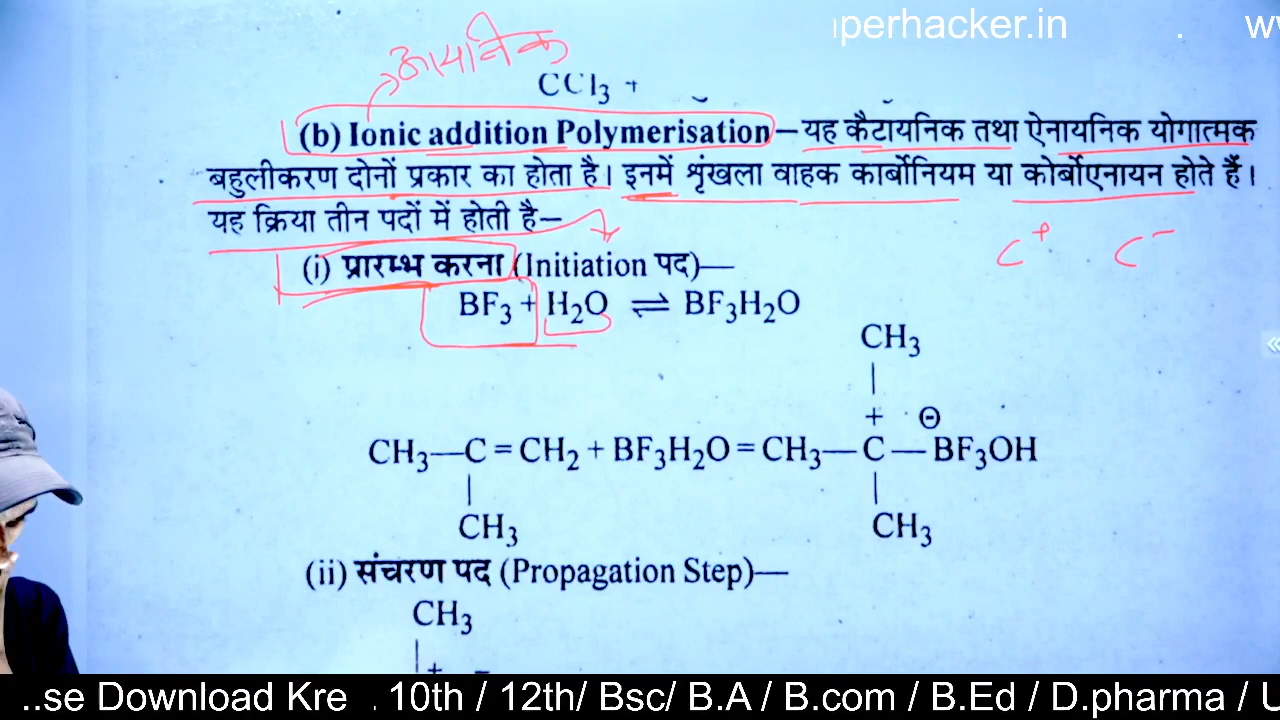 perhacker.in . w
आयनिक
CCl₃ +
(b) Ionic addition Polymerisation—यह कैटायनिक तथा ऐनायनिक योगात्मक
बहुलीकरण दोनों प्रकार का होता है। इनमें शृंखला वाहक कार्बोनियम या कोर्बोएनायन होते हैं।
यह क्रिया तीन पदों में होती है—
C⁺ C⁻
(i) प्रारम्भ करना (Initiation पद)—
BF₃ + H₂O ⇌ BF₃H₂O
CH₃
|
+ Θ
CH₃—C = CH₂ + BF₃H₂O = CH₃—C—BF₃OH
| |
CH₃ CH₃
(ii) संचरण पद (Propagation Step)—
CH₃
| + –
..se Download Kre . 10th / 12th/ Bsc/ B.A / B.com / B.Ed / D.pharma / U